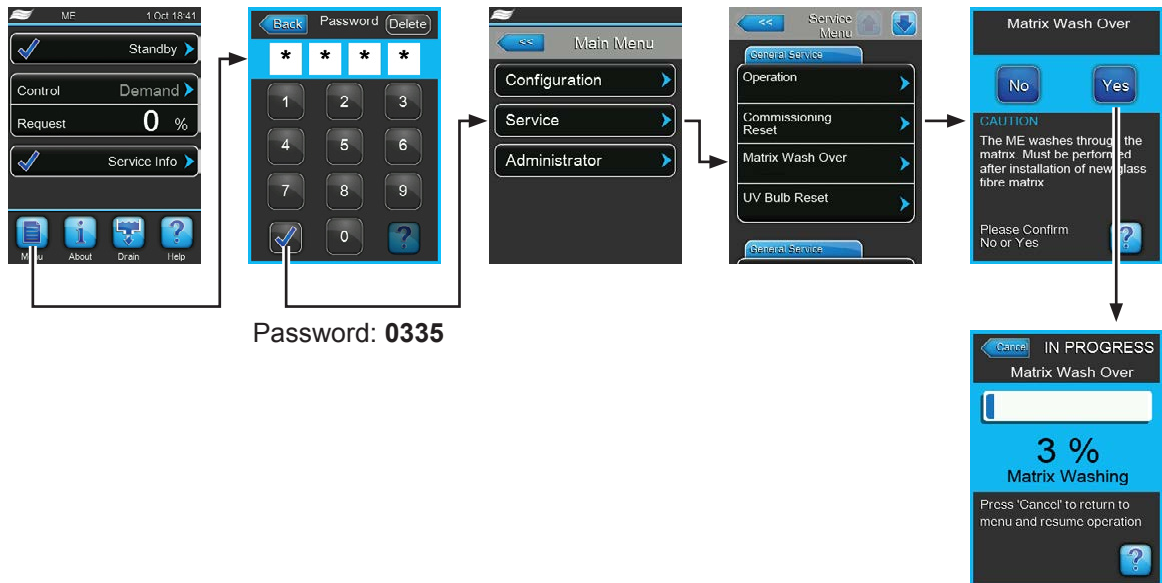 ME 1 Oct 18:41
Standby
Control Demand
Request 0 %
Service Info
Menu About Drain Help
Back Password Delete
* * * *
1 2 3
4 5 6
7 8 9
0 ?
Password: 0335
<< Main Menu
Configuration
Service
Administrator
<< Service
Menu
General Service
Operation
Commissioning
Reset
Matrix Wash Over
UV Bulb Reset
General Service
Matrix Wash Over
No Yes
CAUTION
The ME washes through the
matrix. Must be performed
after installation of new glass
fibre matrix
Please Confirm
No or Yes
?
Cancel IN PROGRESS
Matrix Wash Over
3 %
Matrix Washing
Press 'Cancel' to return to
menu and resume operation
?